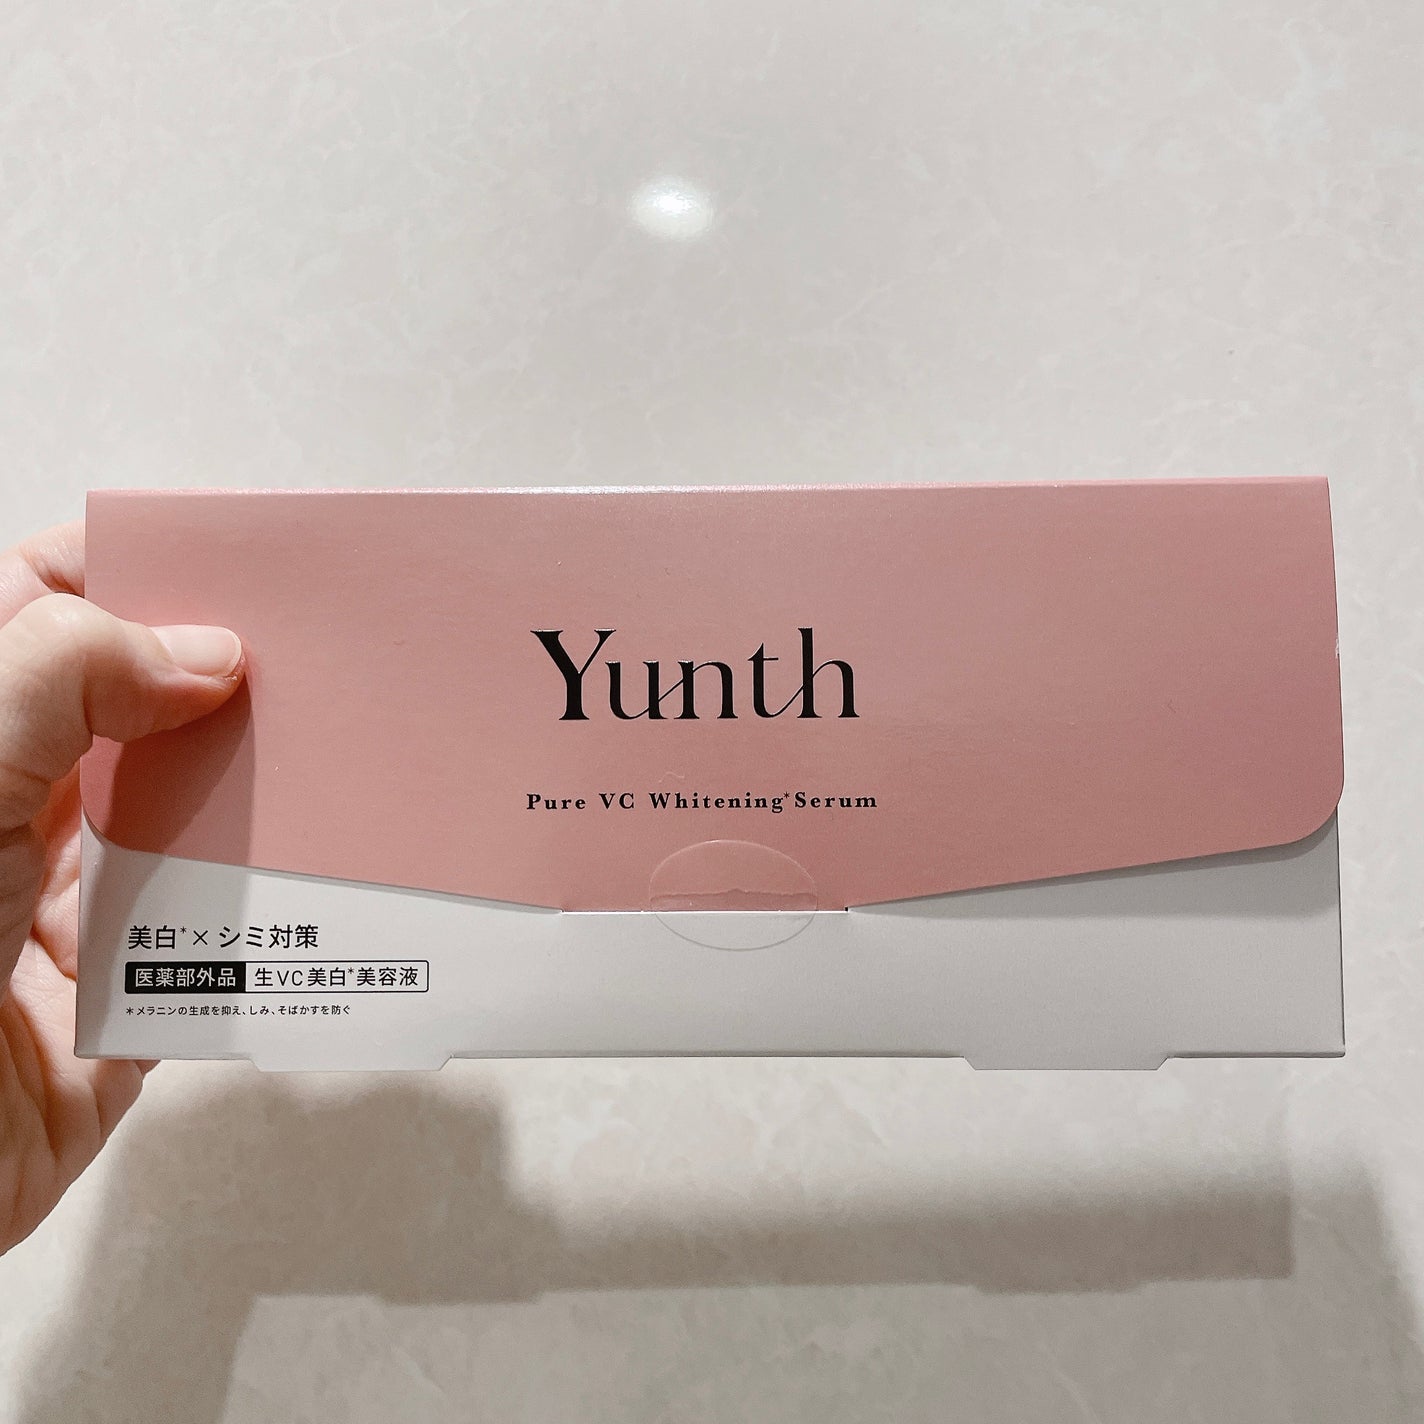 Yunth
Pure VC Whitening*Serum
美白*×シミ対策
医薬部外品 生VC美白*美容液
*メラニンの生成を抑え、しみ、そばかすを防ぐ